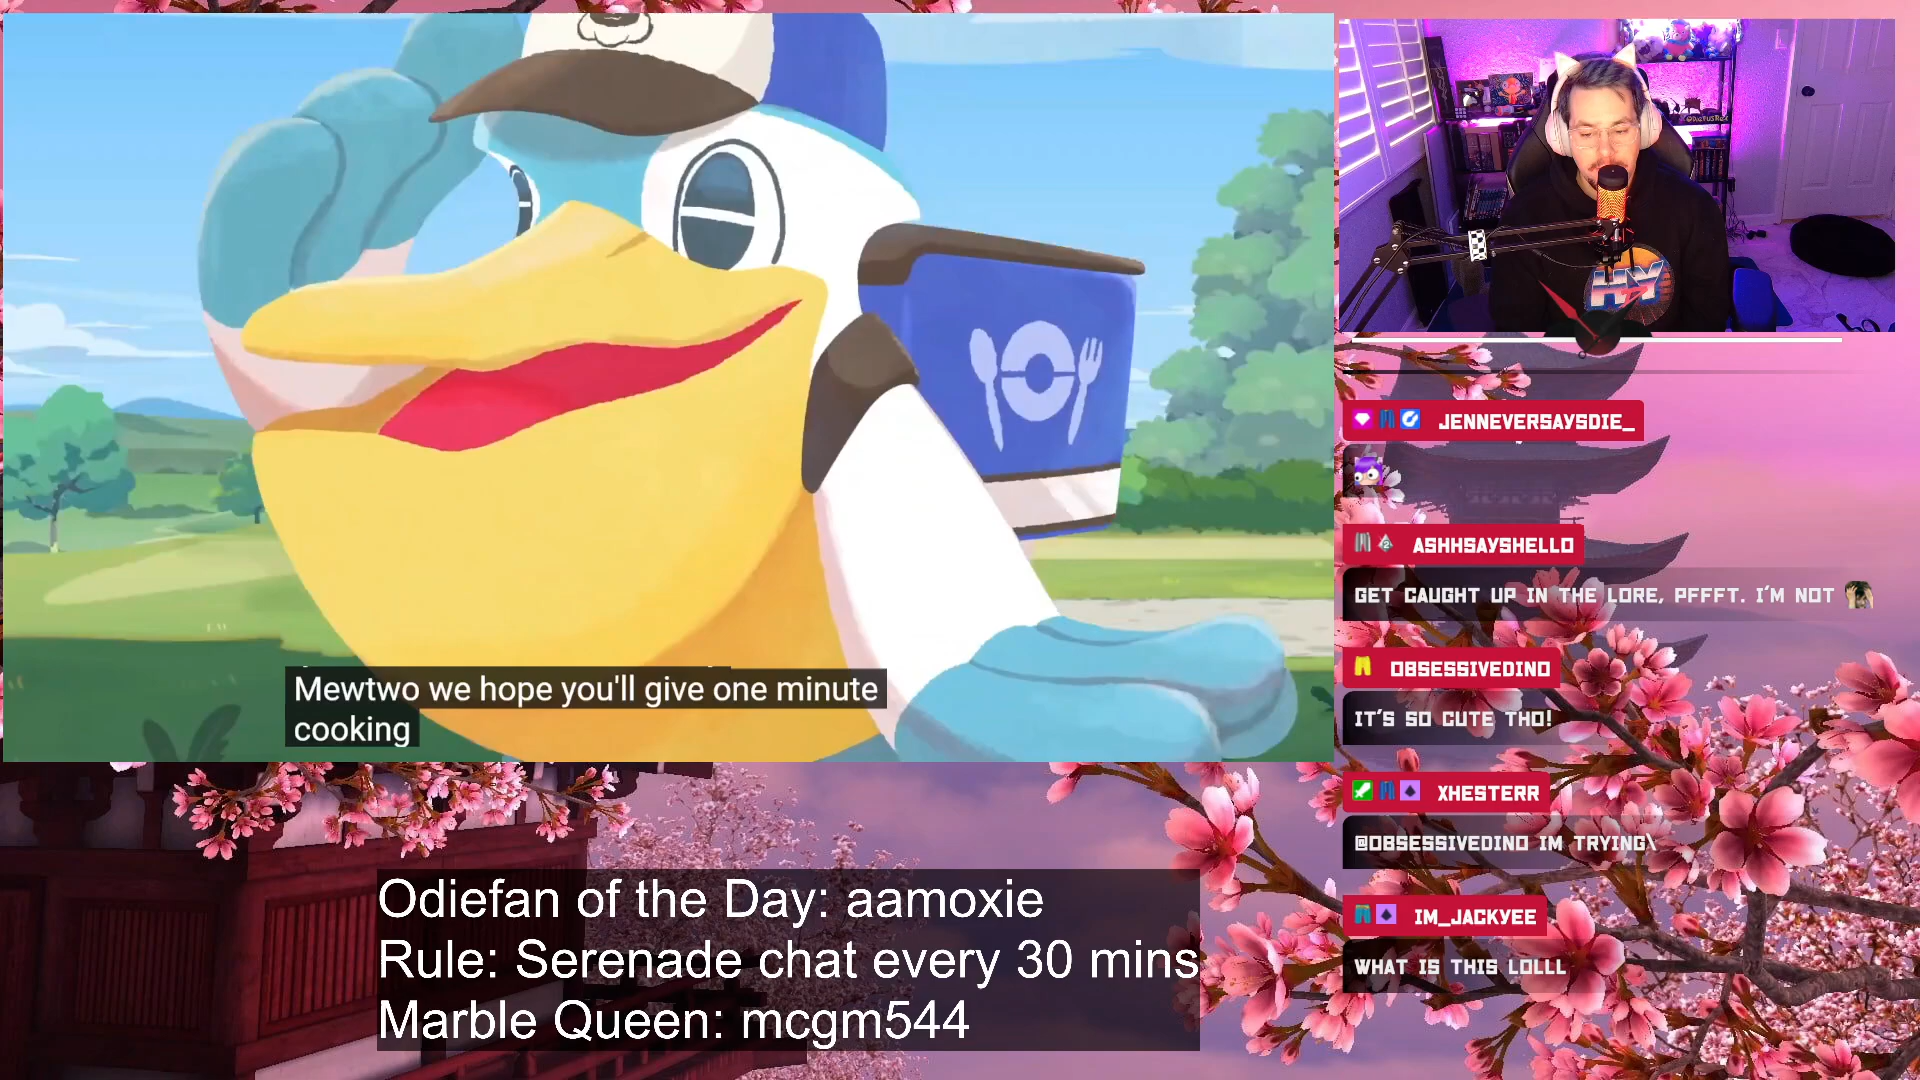 Mewtwo we hope you'll give one minute
cooking
HY
JENNEVERSAYSDIE_
ASHHSAYSHELLO
GET CAUGHT UP IN THE LORE, PFFFT. I'M NOT
OBSESSIVEDINO
IT'S SO CUTE THO!
XHESTERR
@OBSESSIVEDINO IM TRYING\
IM_JACKYEE
WHAT IS THIS LOLLL
Odiefan of the Day: aamoxie
Rule: Serenade chat every 30 mins
Marble Queen: mcgm544